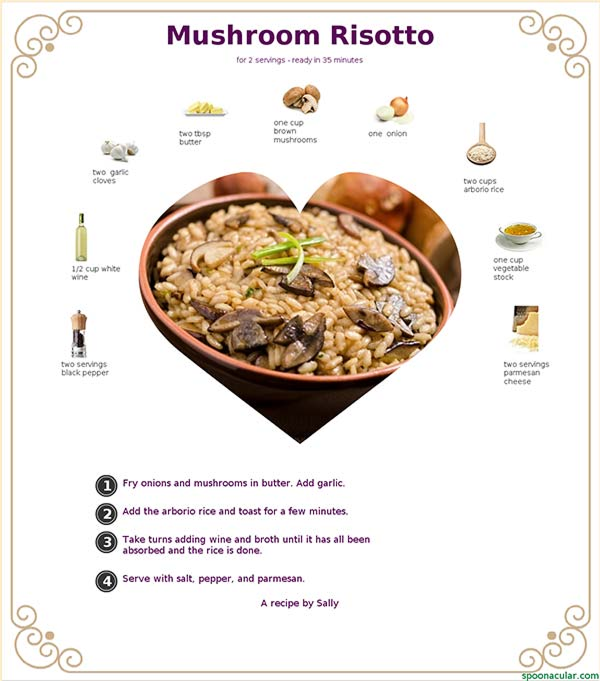 Mushroom Risotto
for 2 servings - ready in 35 minutes
one cup
brown
mushrooms
two tbsp
butter
one  onion
two  garlic
cloves
two cups
arborio rice
1/2 cup white
wine
one cup
vegetable
stock
two servings
black pepper
two servings
parmesan
cheese
1 Fry onions and mushrooms in butter. Add garlic.
2 Add the arborio rice and toast for a few minutes.
3 Take turns adding wine and broth until it has all been
absorbed and the rice is done.
4 Serve with salt, pepper, and parmesan.
A recipe by Sally
spoonacular.com